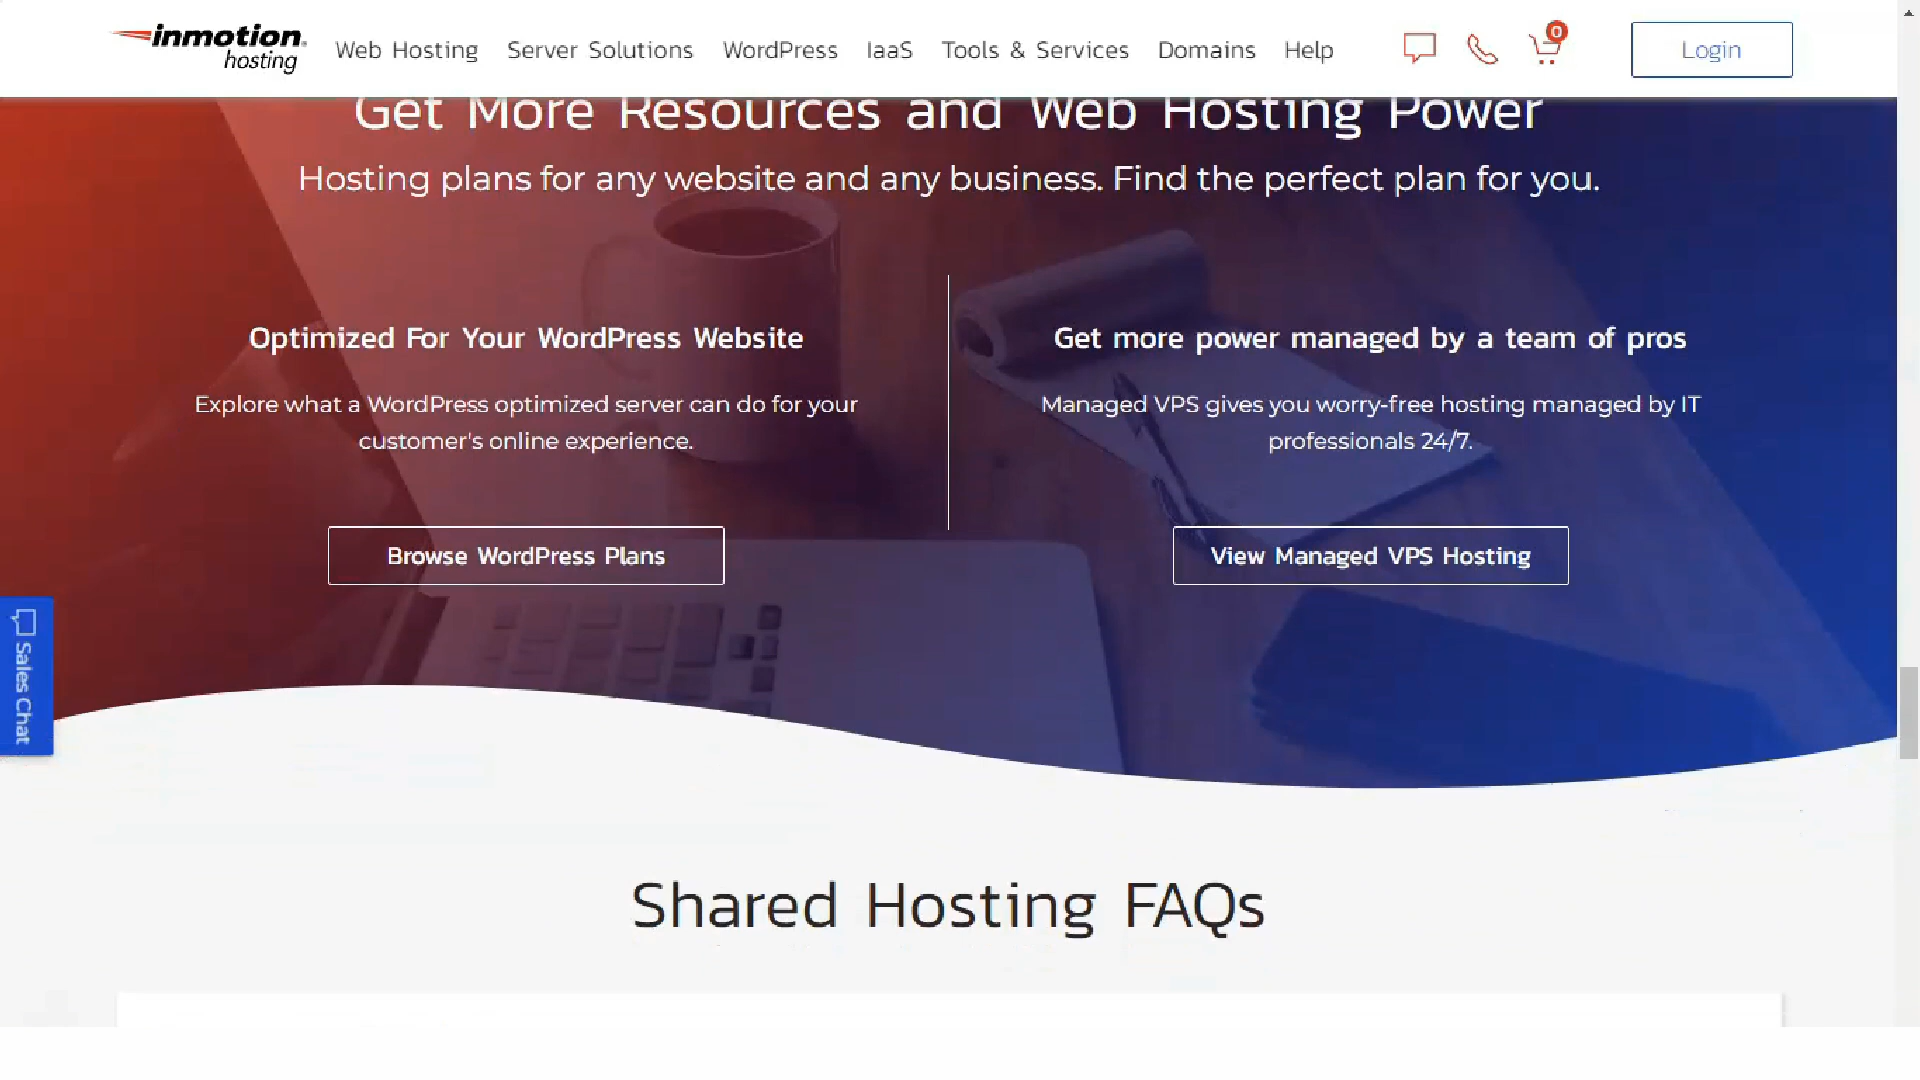 inmotion hosting
Web Hosting Server Solutions WordPress IaaS Tools & Services Domains Help 0 Login
Get More Resources and Web Hosting Power
Hosting plans for any website and any business. Find the perfect plan for you.
Optimized For Your WordPress Website
Explore what a WordPress optimized server can do for your
customer's online experience.
Browse WordPress Plans
Get more power managed by a team of pros
Managed VPS gives you worry-free hosting managed by IT
professionals 24/7.
View Managed VPS Hosting
Sales Chat
Shared Hosting FAQs